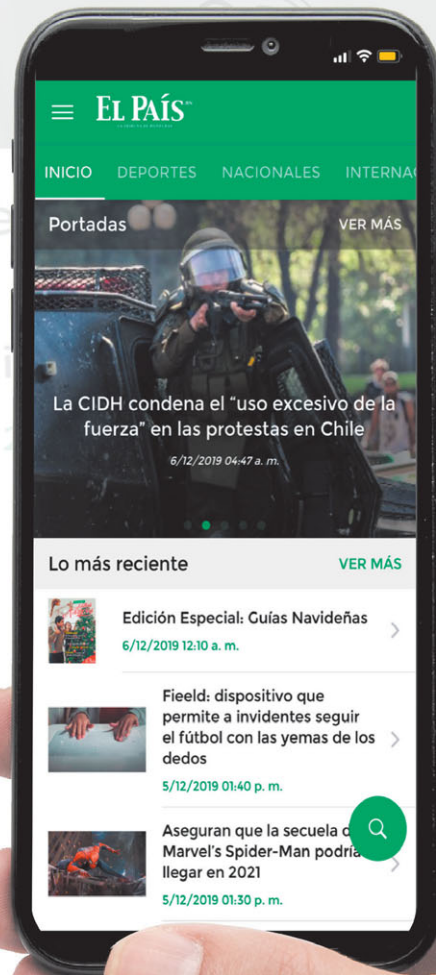 EL PAÍS
INICIO DEPORTES NACIONALES INTERNA
Portadas VER MÁS
La CIDH condena el “uso excesivo de la
fuerza” en las protestas en Chile
6/12/2019 04:47 a. m.
Lo más reciente VER MÁS
Edición Especial: Guías Navideñas
6/12/2019 12:10 a. m.
Fieeld: dispositivo que
permite a invidentes seguir
el fútbol con las yemas de los
dedos
5/12/2019 01:40 p. m.
Aseguran que la secuela d
Marvel's Spider-Man podría
llegar en 2021
5/12/2019 01:30 p. m.